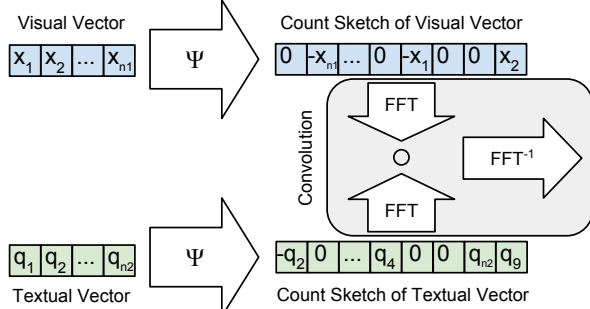 Visual Vector
Count Sketch of Visual Vector
x1 x2 ... xn1
Ψ
0 -xn1 ... 0 -x1 0 0 x2
Convolution
FFT
FFT-1
FFT
q1 q2 ... qn2
Ψ
-q2 0 ... q4 0 0 qn2 q9
Textual Vector
Count Sketch of Textual Vector